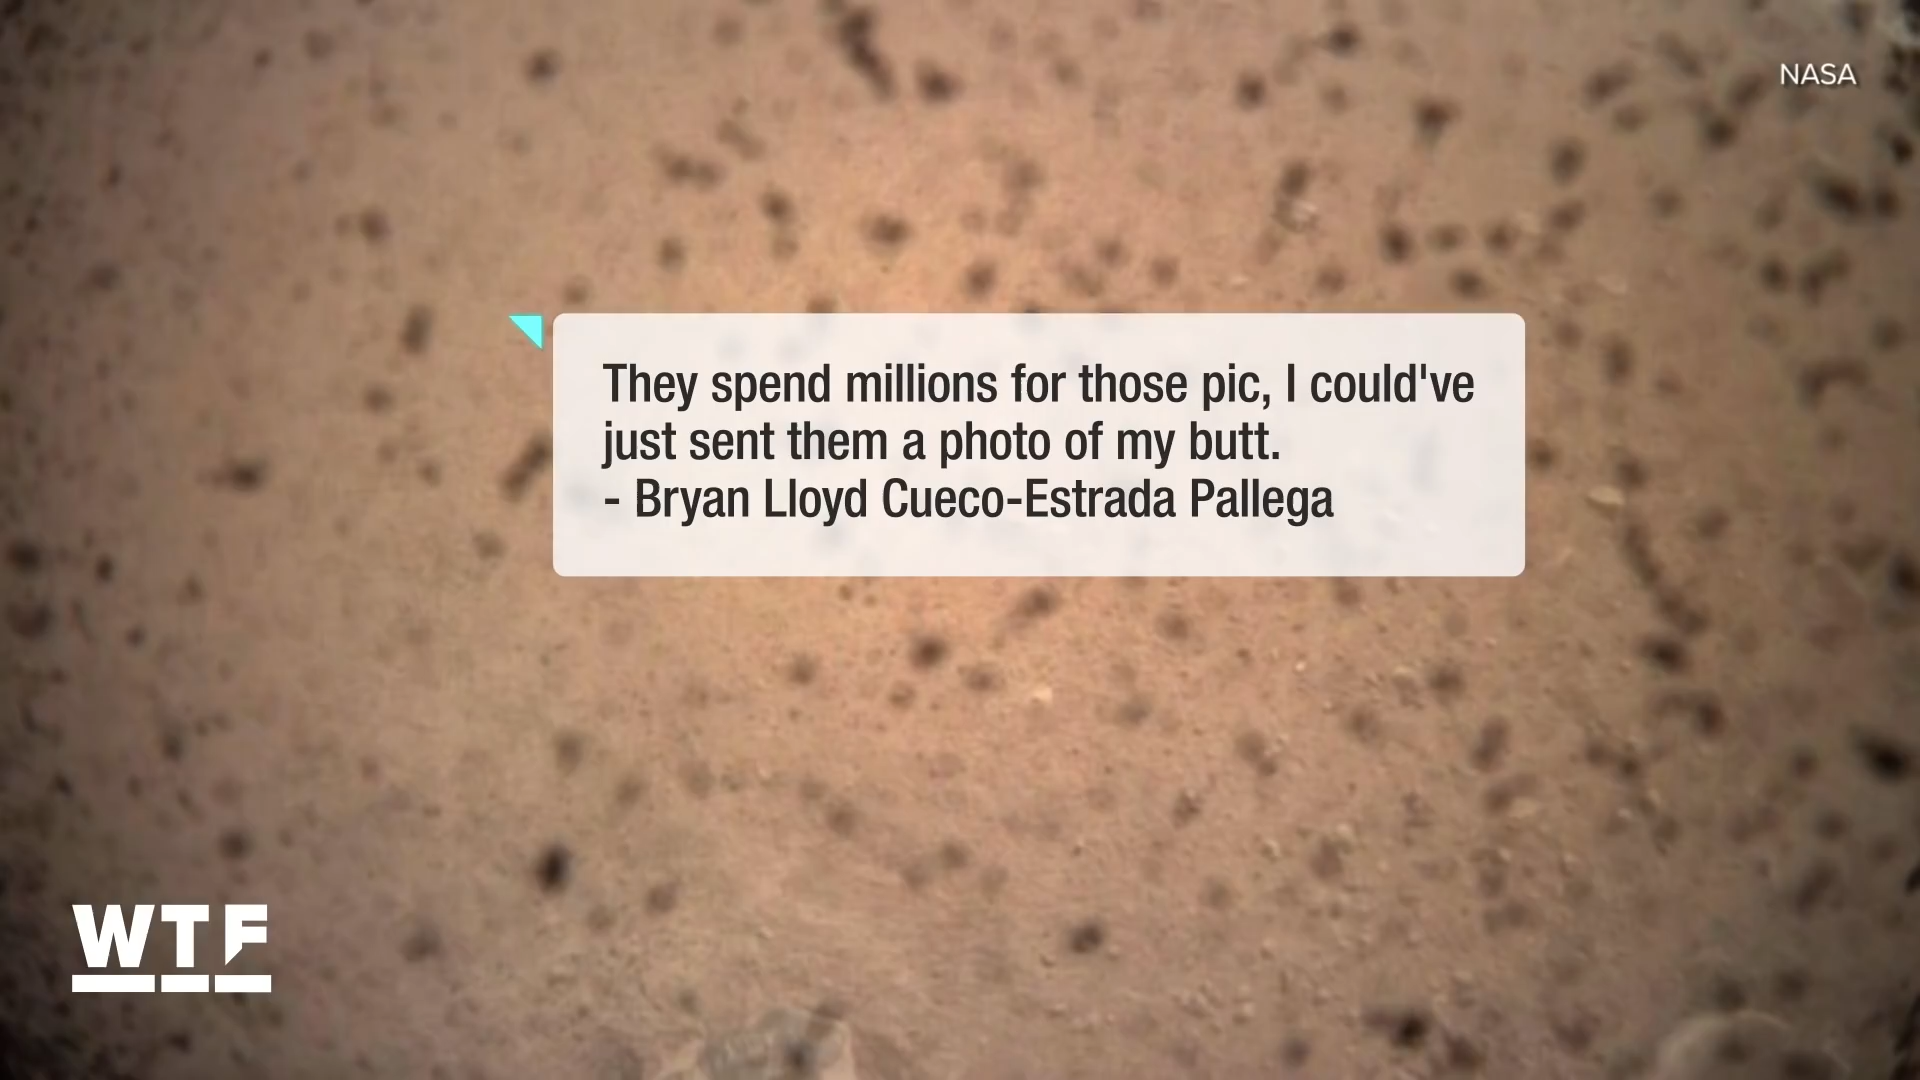 NASA
They spend millions for those pic, I could've
just sent them a photo of my butt.
- Bryan Lloyd Cueco-Estrada Pallega
WTF